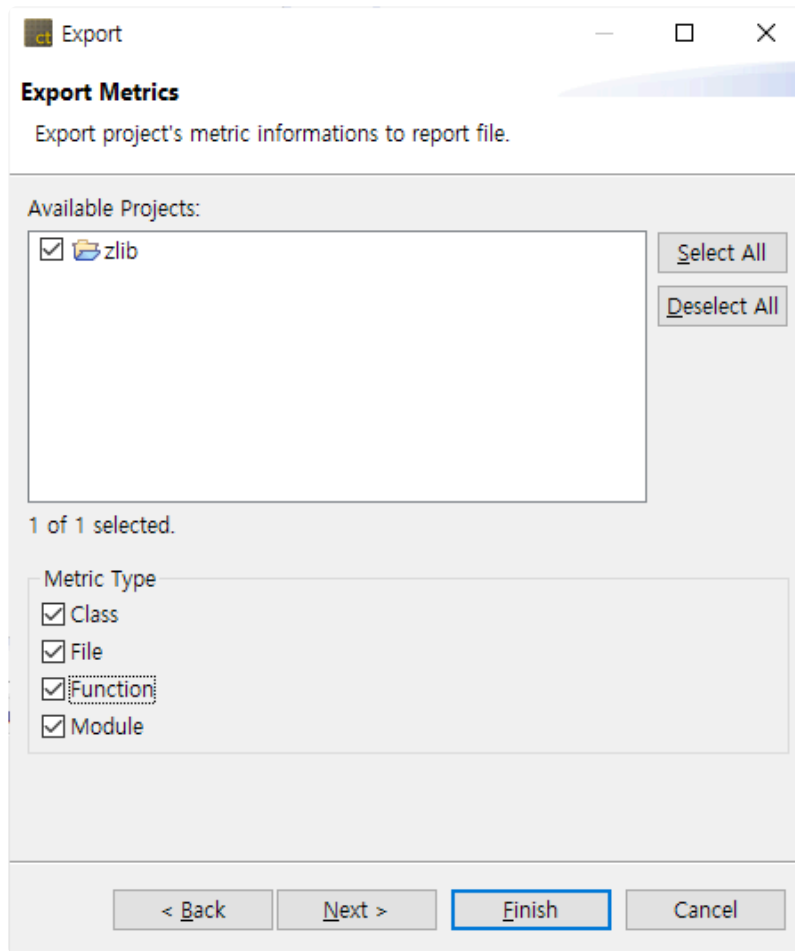 ct Export
Export Metrics
Export project's metric informations to report file.
Available Projects:
zlib
Select All
Deselect All
1 of 1 selected.
Metric Type
Class
File
Function
Module
< Back Next > Finish Cancel